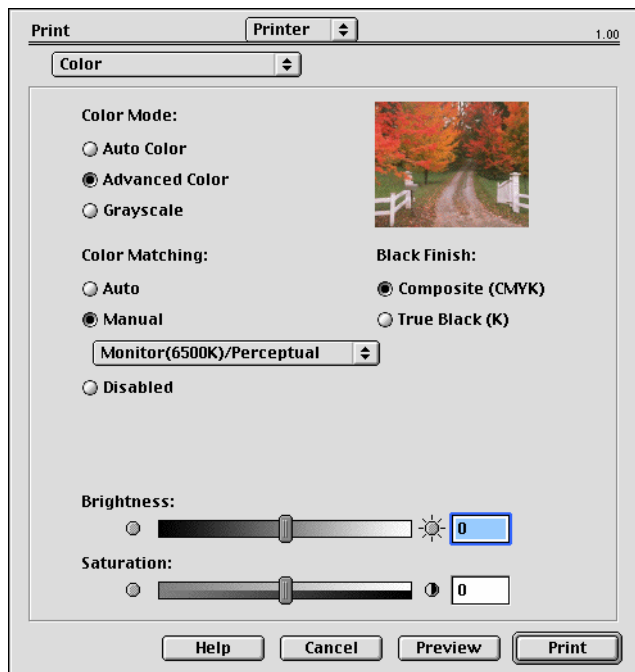 Print Printer 1.00
Color
Color Mode:
Auto Color
Advanced Color
Grayscale
Color Matching: Black Finish:
Auto Composite (CMYK)
Manual True Black (K)
Monitor(6500K)/Perceptual
Disabled
Brightness:
0
Saturation:
0
Help Cancel Preview Print